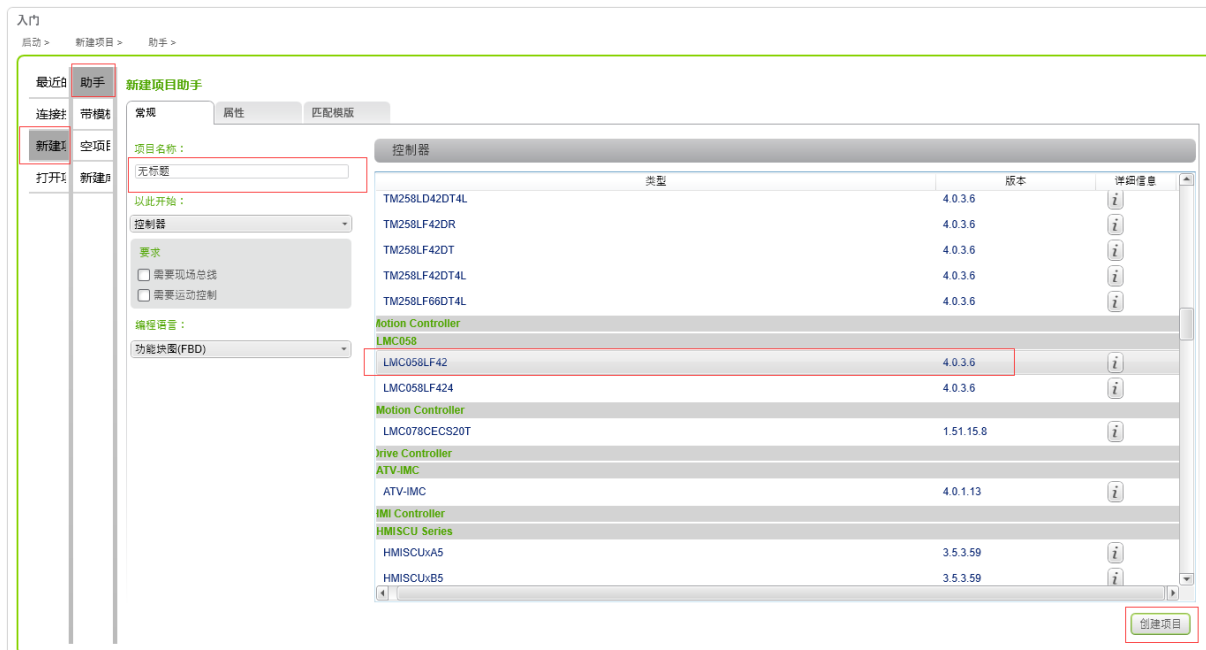 入门
启动 > 新建项目 > 助手 >
最近的 助手 新建项目助手
连接 带模 常规 属性 匹配模版
新建项 空项目 项目名称： 控制器
打开项 新建库 无标题 类型 版本 详细信息
以此开始： TM258LD42DT4L 4.0.3.6 i
控制器 TM258LF42DR 4.0.3.6 i
要求 TM258LF42DT 4.0.3.6 i
需要现场总线 TM258LF42DT4L 4.0.3.6 i
需要运动控制 TM258LF66DT4L 4.0.3.6 i
编程语言： Motion Controller
LMC058
功能块图(FBD) LMC058LF42 4.0.3.6 i
LMC058LF424 4.0.3.6 i
Motion Controller
LMC078CECS20T 1.51.15.8 i
Drive Controller
ATV-IMC
ATV-IMC 4.0.1.13 i
HMI Controller
HMISCU Series
HMISCUxA5 3.5.3.59 i
HMISCUxB5 3.5.3.59 i
创建项目